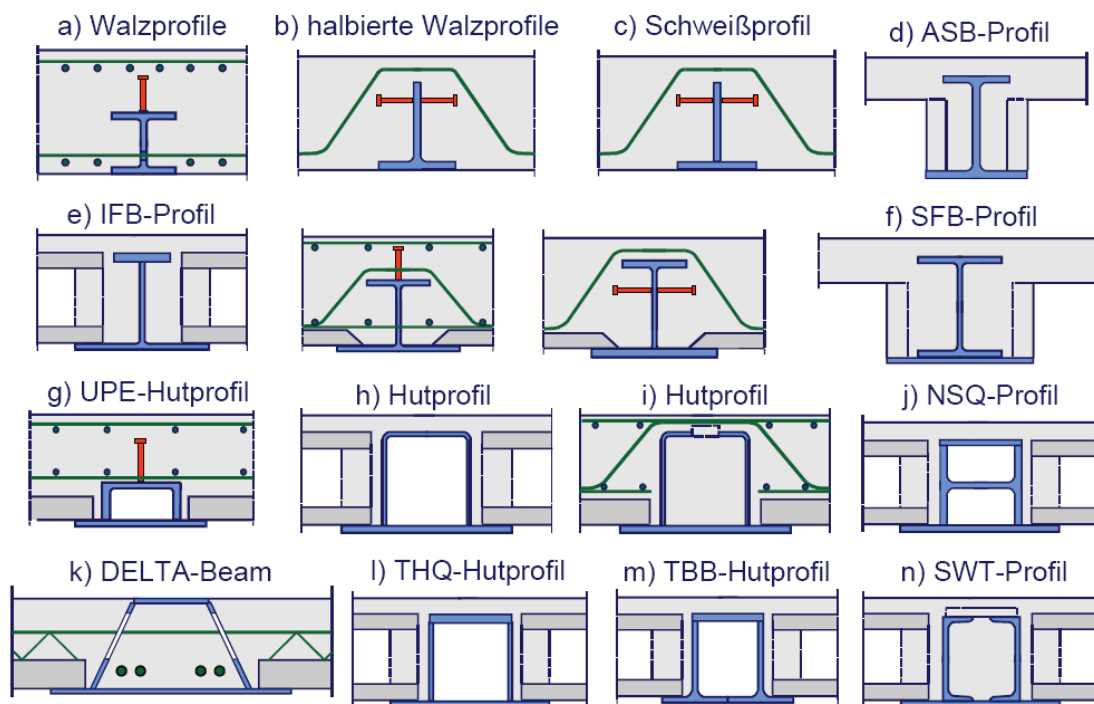 a) Walzprofile
b) halbierte Walzprofile
c) Schweißprofil
d) ASB-Profil
e) IFB-Profil
f) SFB-Profil
g) UPE-Hutprofil
h) Hutprofil
i) Hutprofil
j) NSQ-Profil
k) DELTA-Beam
l) THQ-Hutprofil
m) TBB-Hutprofil
n) SWT-Profil